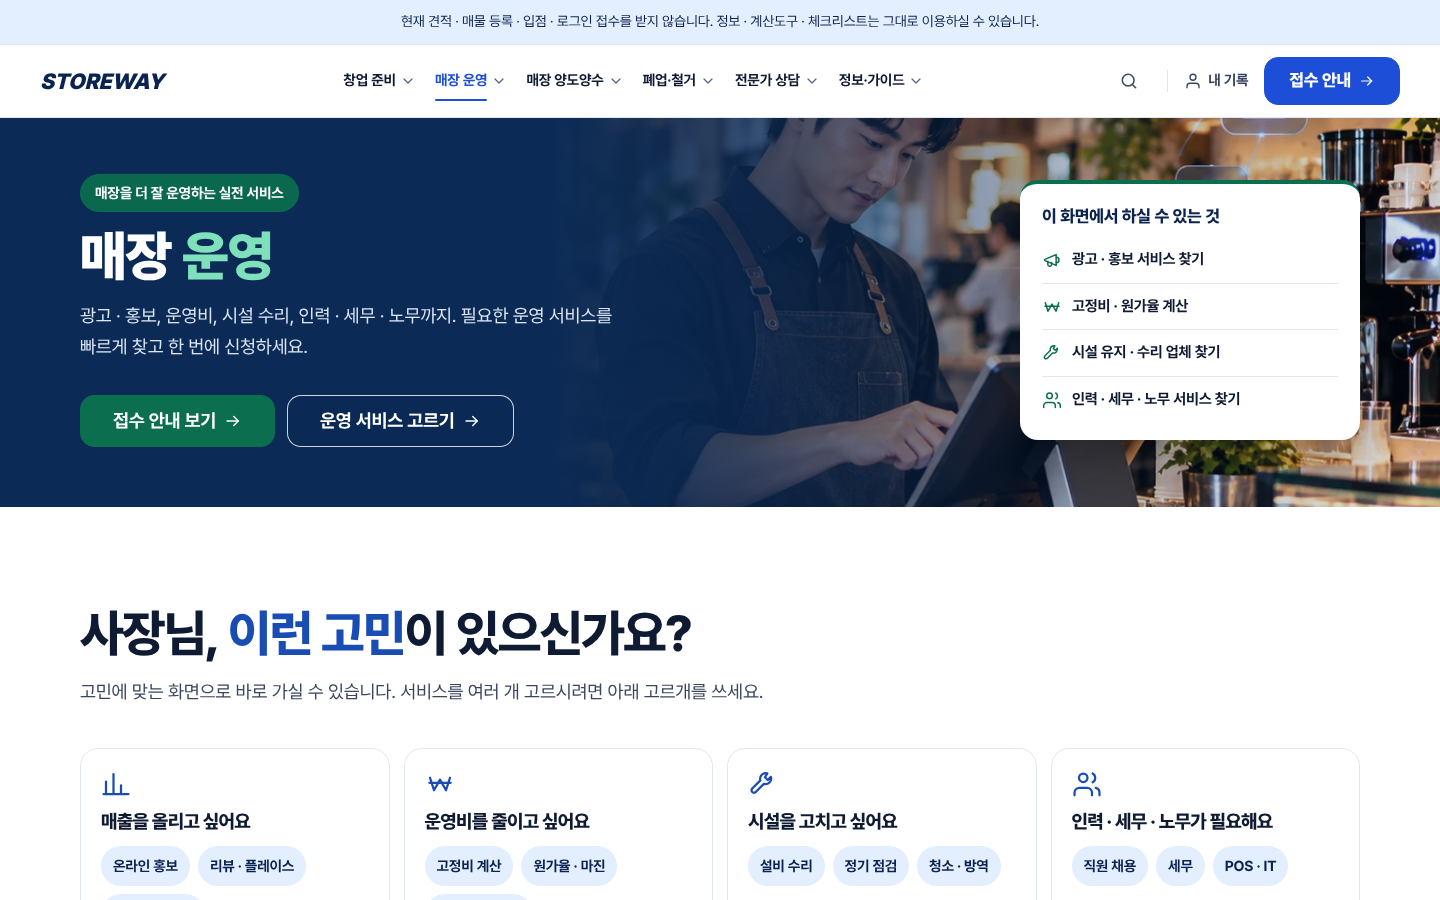 현재 견적 · 매물 등록 · 입점 · 로그인 접수를 받지 않습니다. 정보 · 계산도구 · 체크리스트는 그대로 이용하실 수 있습니다.
STOREWAY
창업 준비
매장 운영
매장 양도양수
폐업·철거
전문가 상담
정보·가이드
내 기록
접수 안내
매장을 더 잘 운영하는 실전 서비스
매장 운영
광고 · 홍보, 운영비, 시설 수리, 인력 · 세무 · 노무까지. 필요한 운영 서비스를
빠르게 찾고 한 번에 신청하세요.
접수 안내 보기
운영 서비스 고르기
이 화면에서 하실 수 있는 것
광고 · 홍보 서비스 찾기
고정비 · 원가율 계산
시설 유지 · 수리 업체 찾기
인력 · 세무 · 노무 서비스 찾기
사장님, 이런 고민이 있으신가요?
고민에 맞는 화면으로 바로 가실 수 있습니다. 서비스를 여러 개 고르시려면 아래 고르개를 쓰세요.
매출을 올리고 싶어요
온라인 홍보
리뷰 · 플레이스
운영비를 줄이고 싶어요
고정비 계산
원가율 · 마진
시설을 고치고 싶어요
설비 수리
정기 점검
청소 · 방역
인력 · 세무 · 노무가 필요해요
직원 채용
세무
POS · IT